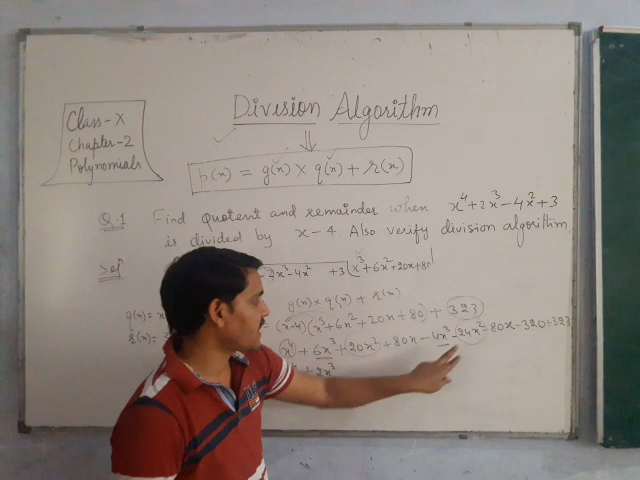 Division Algorithm
Class-X
Chapter-2
Polynomials
p(x) = g(x) × q(x) + r(x)
Q.1 Find Quotent and remainder when x⁴+2x³-4x²+3
is divided by x-4. Also verify division algorithm.
Sol
2x³-4x² +3 (x³+6x²+20x+80
g(x) × q(x) + r(x)
q(x) = x
= (x-4)(x³+6x²+20x+80) + 323
r(x) =
x⁴ + 6x³ + 20x² + 80x - 4x³ - 24x² - 80x - 320 + 323
+ 2x³